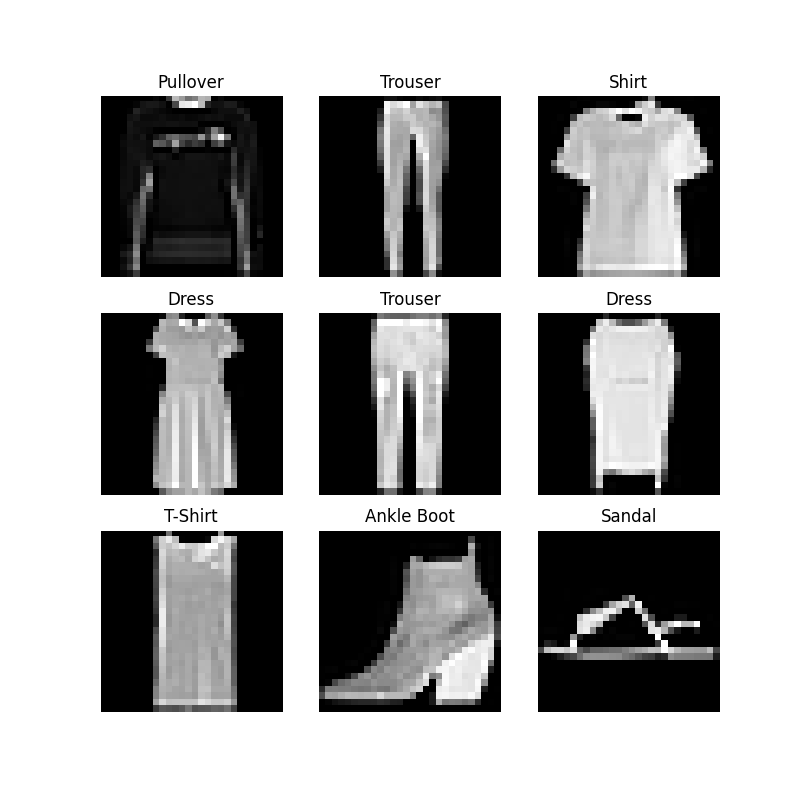 Pullover
Trouser
Shirt
Dress
Trouser
Dress
T-Shirt
Ankle Boot
Sandal